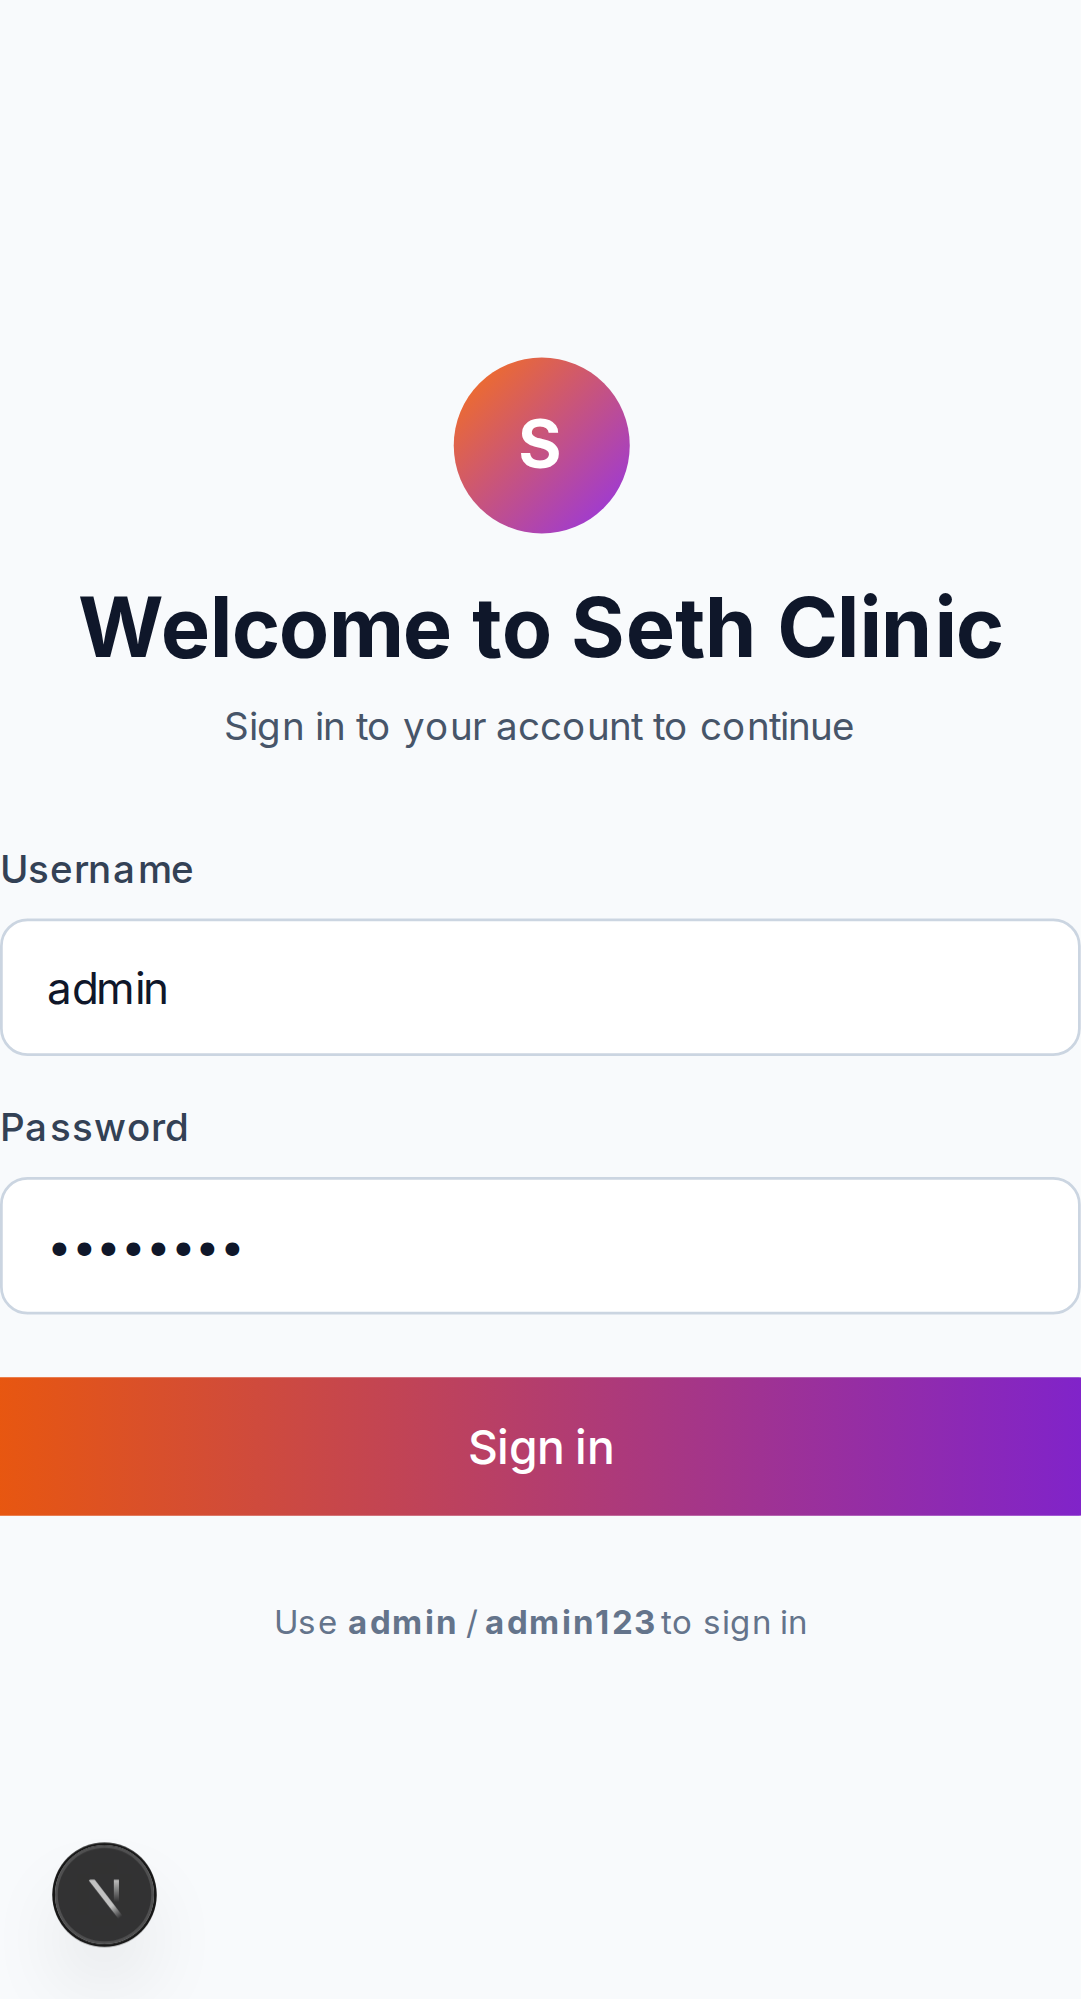 S
Welcome to Seth Clinic
Sign in to your account to continue
Username
admin
Password
••••••••
Sign in
Use admin / admin123 to sign in
N